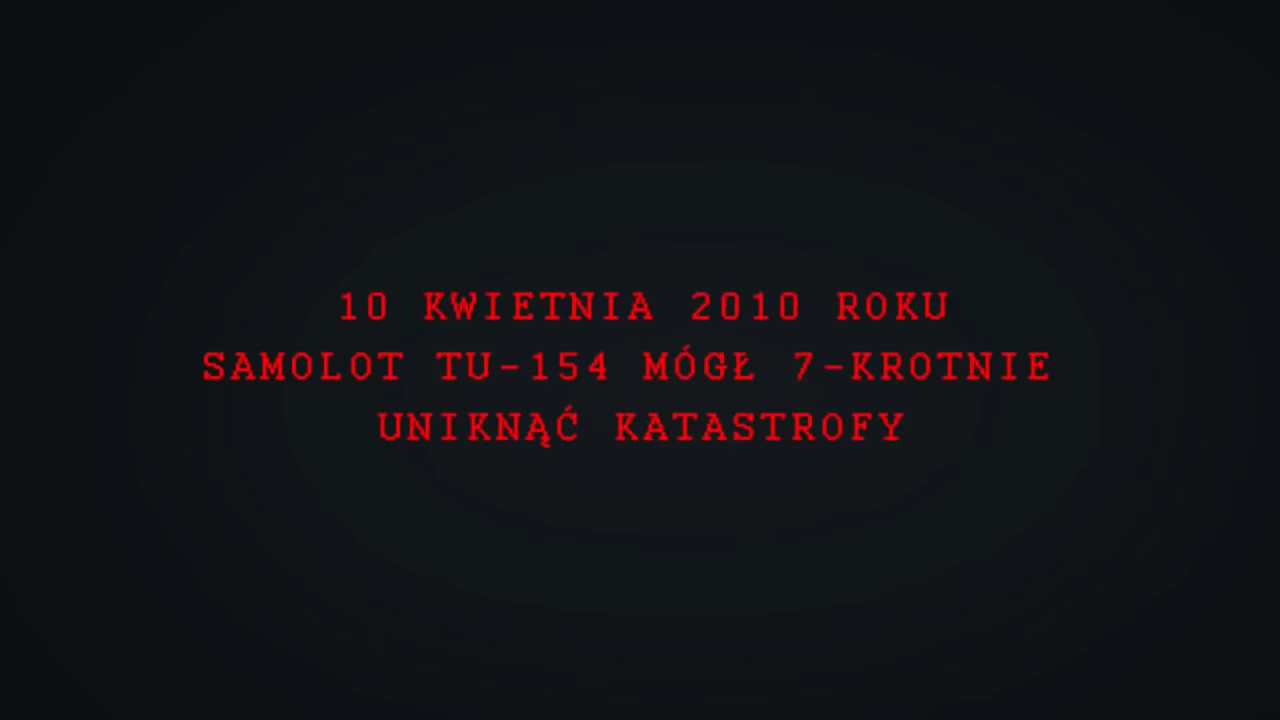 10 KWIETNIA 2010 ROKU
SAMOLOT TU-154 MÓGŁ 7-KROTNIE
UNIKNĄĆ KATASTROFY